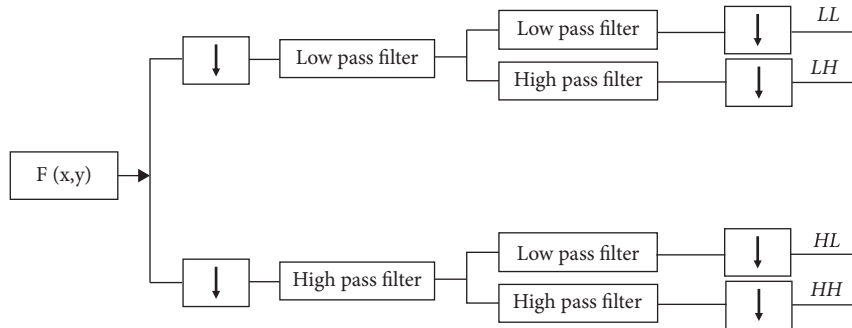 Low pass filter
LL
Low pass filter
High pass filter
LH
F (x,y)
Low pass filter
HL
High pass filter
High pass filter
HH